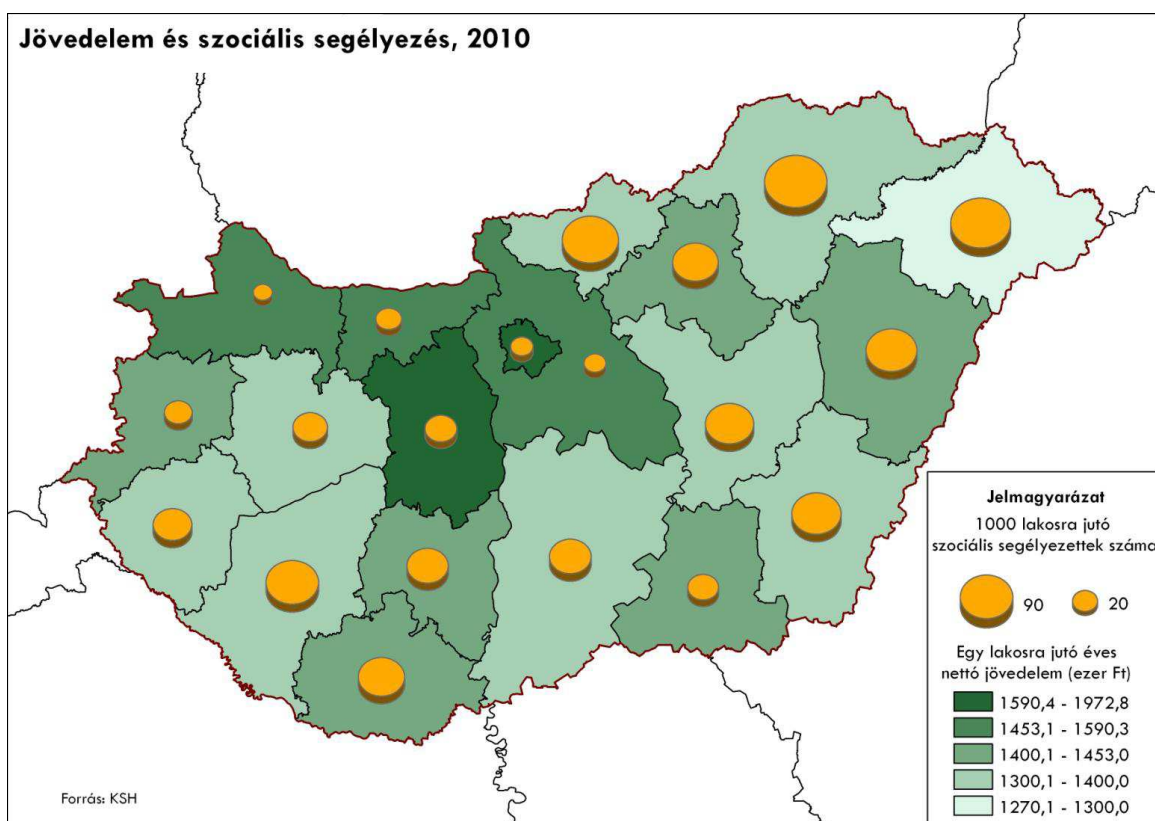 Jövedelem és szociális segélyezés, 2010
Jelmagyarázat
1000 lakosra jutó
szociális segélyezettek száma
90
20
Egy lakosra jutó éves
nettó jövedelem (ezer Ft)
1590,4 - 1972,8
1453,1 - 1590,3
1400,1 - 1453,0
1300,1 - 1400,0
1270,1 - 1300,0
Forrás: KSH